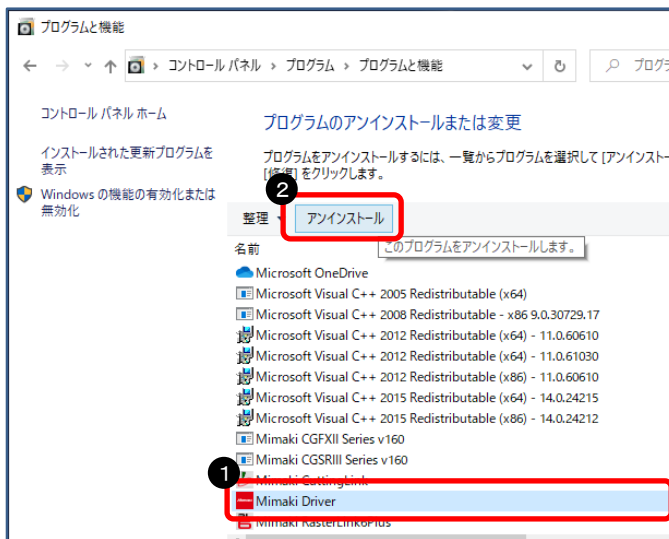 プログラムと機能
コントロール パネル > プログラム > プログラムと機能
プログラ
コントロール パネル ホーム
インストールされた更新プログラムを
表示
Windows の機能の有効化または
無効化
プログラムのアンインストールまたは変更
プログラムをアンインストールするには、一覧からプログラムを選択して [アンインストー
[修復] をクリックします。
2
整理 アンインストール
このプログラムをアンインストールします。
名前
Microsoft OneDrive
Microsoft Visual C++ 2005 Redistributable (x64)
Microsoft Visual C++ 2008 Redistributable - x86 9.0.30729.17
Microsoft Visual C++ 2012 Redistributable (x64) - 11.0.60610
Microsoft Visual C++ 2012 Redistributable (x64) - 11.0.61030
Microsoft Visual C++ 2012 Redistributable (x86) - 11.0.60610
Microsoft Visual C++ 2015 Redistributable (x64) - 14.0.24215
Microsoft Visual C++ 2015 Redistributable (x86) - 14.0.24212
Mimaki CGFXII Series v160
Mimaki CGSRIII Series v160
1
Mimaki CuttingLink
Mimaki Driver
Mimaki RasterLink6Plus